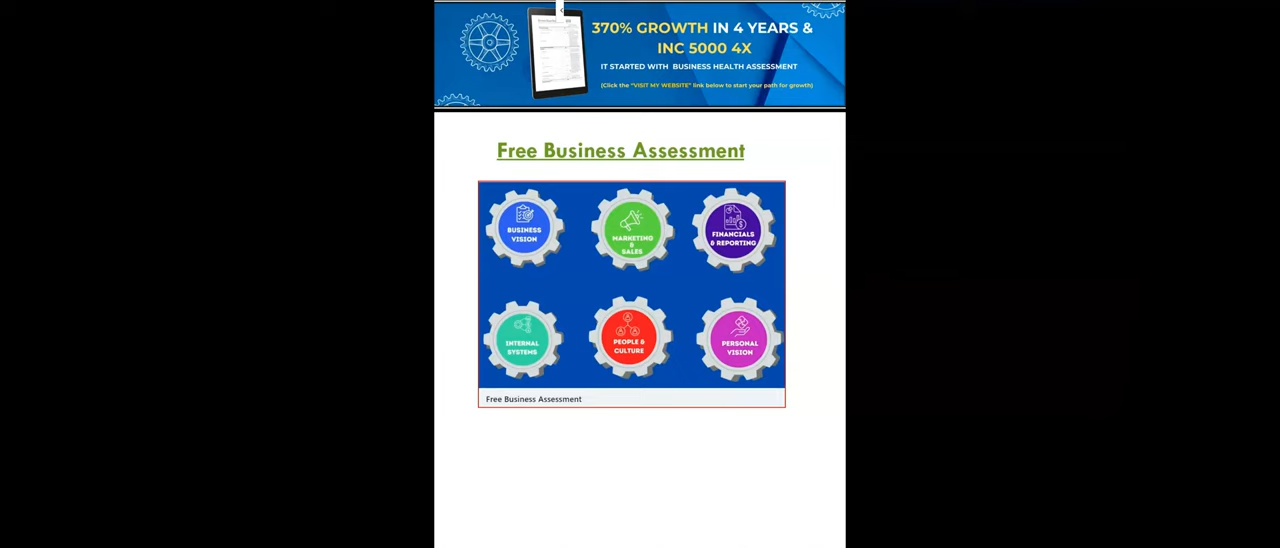 370% GROWTH IN 4 YEARS &
INC 5000 4X
IT STARTED WITH BUSINESS HEALTH ASSESSMENT
(Click the "VISIT MY WEBSITE" link below to start your path for growth)
Free Business Assessment
BUSINESS
VISION
MARKETING
&
SALES
FINANCIALS
& REPORTING
INTERNAL
SYSTEMS
PEOPLE &
CULTURE
PERSONAL
VISION
Free Business Assessment